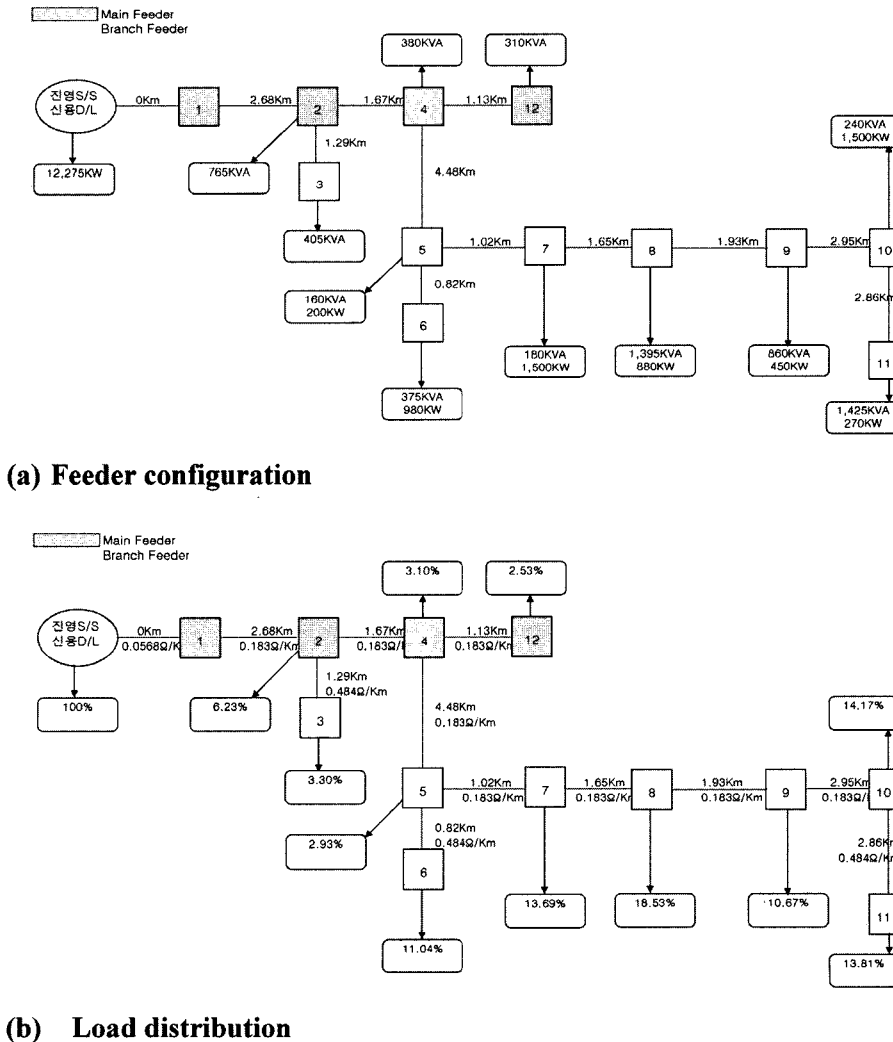 Main Feeder
Branch Feeder
380KVA
310KVA
진영S/S
신용D/L
0Km
1
2.68Km
2
1.67Km
4
1.13Km
12
240KVA
1,500KW
1.29Km
12,275KW
765KVA
3
4.48Km
405KVA
5
1.02Km
7
1.65Km
8
1.93Km
9
2.95Km
10
0.82Km
2.86Km
160KVA
200KW
6
180KVA
1,500KW
1,395KVA
880KW
860KVA
450KW
11
375KVA
980KW
1,425KVA
270KW
(a) Feeder configuration
Main Feeder
Branch Feeder
3.10%
2.53%
진영S/S
신용D/L
0Km
0.0568Ω/K
1
2.68Km
0.183Ω/Km
2
1.67Km
0.183Ω/K
4
1.13Km
0.183Ω/Km
12
1.29Km
0.484Ω/Km
100%
6.23%
3
4.48Km
0.183Ω/Km
14.17%
3.30%
5
1.02Km
0.183Ω/Km
7
1.65Km
0.183Ω/Km
8
1.93Km
0.183Ω/Km
9
2.95Km
0.183Ω/K
10
0.82Km
0.484Ω/Km
2.93%
6
2.86Km
0.484Ω/Km
13.69%
18.53%
10.67%
11
11.04%
13.81%
(b) Load distribution